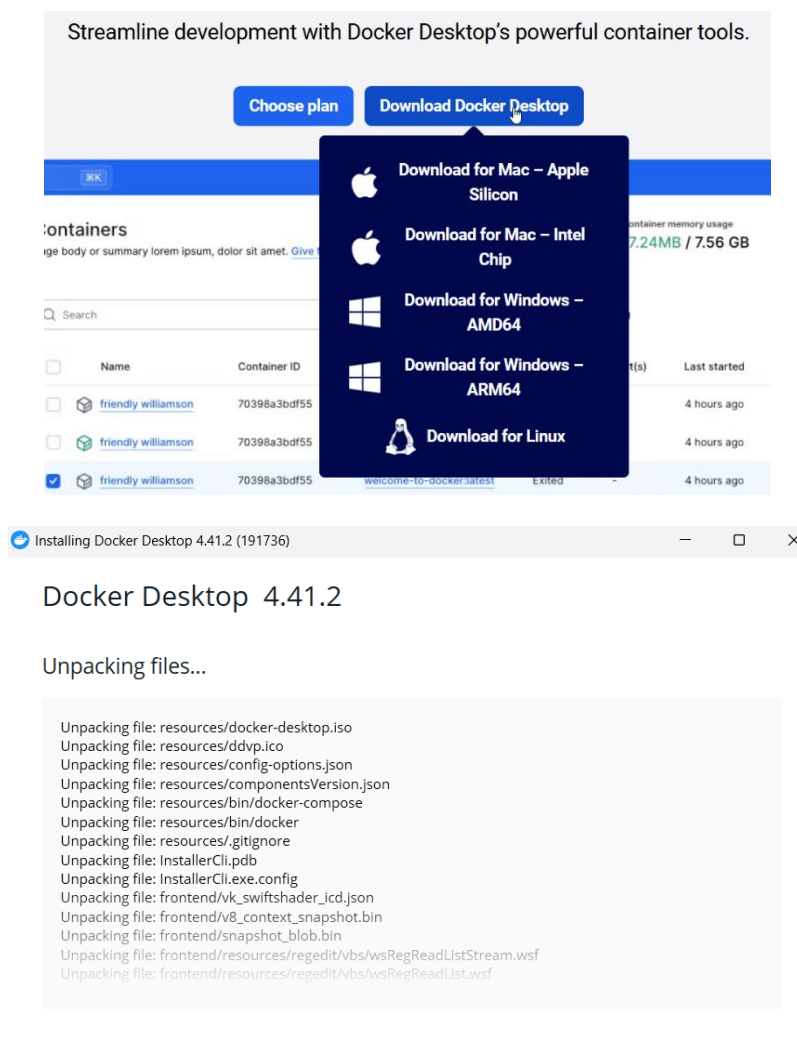 Streamline development with Docker Desktop's powerful container tools.
Choose plan
Download Docker Desktop
Download for Mac – Apple
Silicon
Download for Mac – Intel
Chip
Download for Windows –
AMD64
Download for Windows –
ARM64
Download for Linux
⌘K
ontainers
ge body or summary lorem ipsum, dolor sit amet. Give
ontainer memory usage
7.24MB / 7.56 GB
Search
Name Container ID t(s) Last started
friendly williamson 70398a3bdf55 4 hours ago
friendly williamson 70398a3bdf55 4 hours ago
friendly williamson 70398a3bdf55 welcome-to-docker:latest Exited - 4 hours ago
Installing Docker Desktop 4.41.2 (191736)
Docker Desktop 4.41.2
Unpacking files...
Unpacking file: resources/docker-desktop.iso
Unpacking file: resources/ddvp.ico
Unpacking file: resources/config-options.json
Unpacking file: resources/componentsVersion.json
Unpacking file: resources/bin/docker-compose
Unpacking file: resources/bin/docker
Unpacking file: resources/.gitignore
Unpacking file: InstallerCli.pdb
Unpacking file: InstallerCli.exe.config
Unpacking file: frontend/vk_swiftshader_icd.json
Unpacking file: frontend/v8_context_snapshot.bin
Unpacking file: frontend/snapshot_blob.bin
Unpacking file: frontend/resources/regedit/vbs/wsRegReadListStream.wsf
Unpacking file: frontend/resources/regedit/vbs/wsRegReadList.wsf